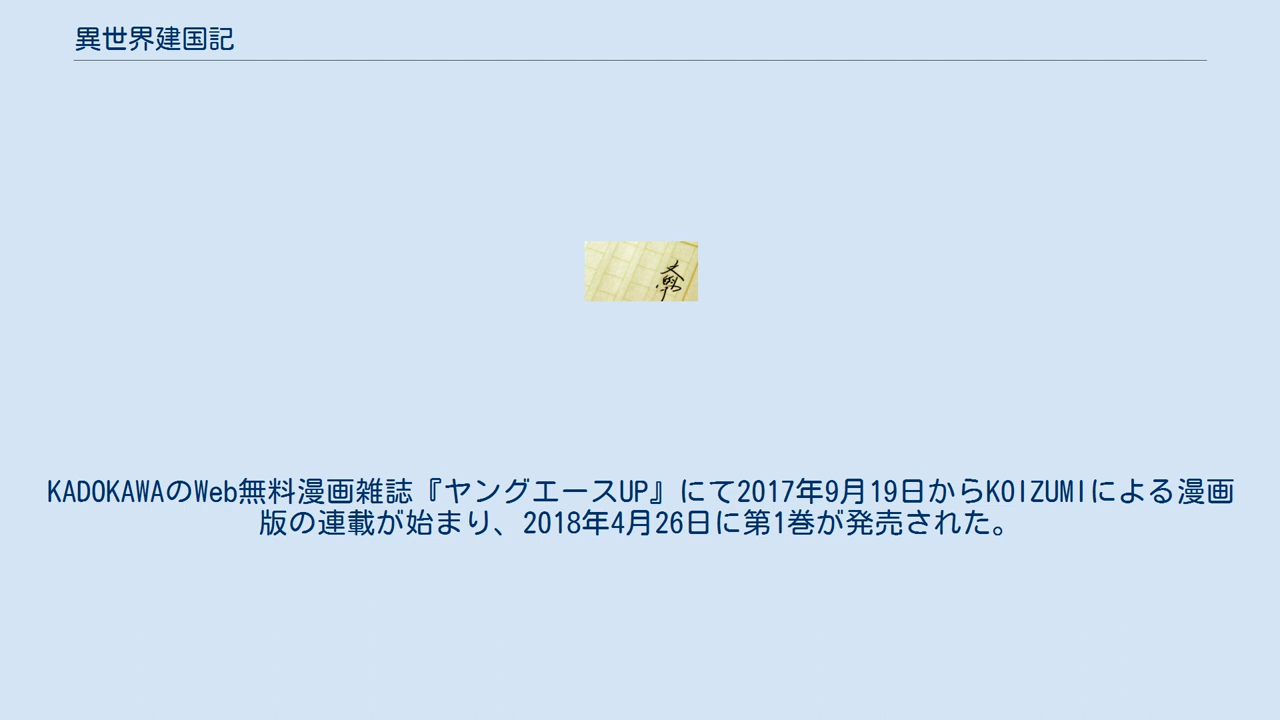 異世界建国記
KADOKAWAのWeb無料漫画雑誌『ヤングエースUP』にて2017年9月19日からKOIZUMIによる漫画
版の連載が始まり、2018年4月26日に第1巻が発売された。